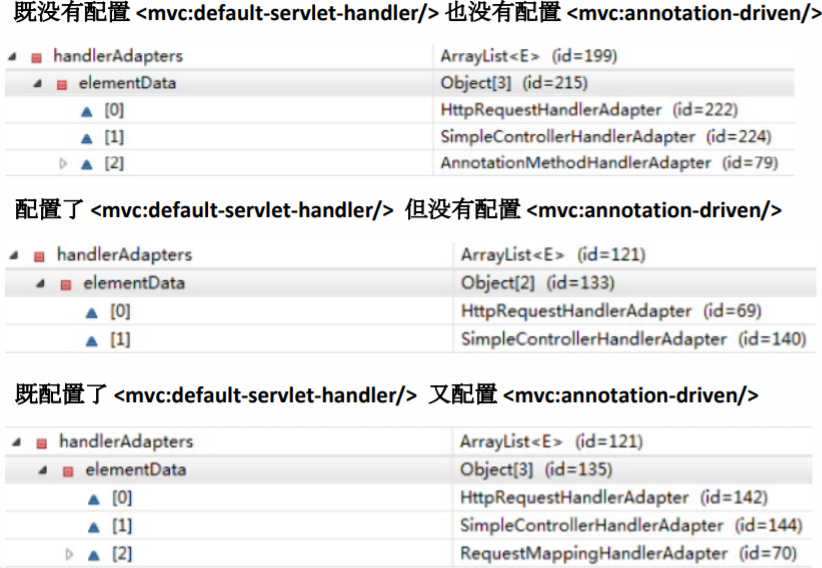 既没有配置 <mvc:default-servlet-handler/> 也没有配置 <mvc:annotation-driven/>
handlerAdapters ArrayList<E> (id=199)
elementData Object[3] (id=215)
[0] HttpRequestHandlerAdapter (id=222)
[1] SimpleControllerHandlerAdapter (id=224)
[2] AnnotationMethodHandlerAdapter (id=79)
配置了 <mvc:default-servlet-handler/> 但没有配置 <mvc:annotation-driven/>
handlerAdapters ArrayList<E> (id=121)
elementData Object[2] (id=133)
[0] HttpRequestHandlerAdapter (id=69)
[1] SimpleControllerHandlerAdapter (id=140)
既配置了 <mvc:default-servlet-handler/> 又配置 <mvc:annotation-driven/>
handlerAdapters ArrayList<E> (id=121)
elementData Object[3] (id=135)
[0] HttpRequestHandlerAdapter (id=142)
[1] SimpleControllerHandlerAdapter (id=144)
[2] RequestMappingHandlerAdapter (id=70)